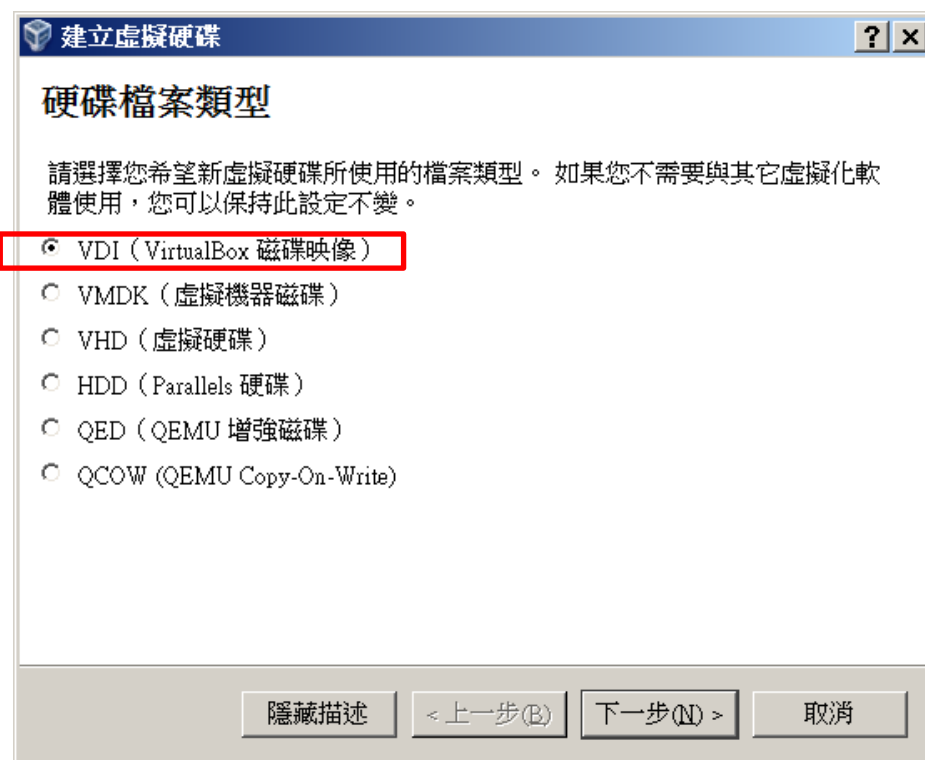 建立虛擬硬碟
硬碟檔案類型
請選擇您希望新虛擬硬碟所使用的檔案類型。 如果您不需要與其它虛擬化軟
體使用，您可以保持此設定不變。
VDI（VirtualBox 磁碟映像）
VMDK（虛擬機器磁碟）
VHD（虛擬硬碟）
HDD（Parallels 硬碟）
QED（QEMU 增強磁碟）
QCOW (QEMU Copy-On-Write)
隱藏描述 < 上一步(B) 下一步(N) > 取消